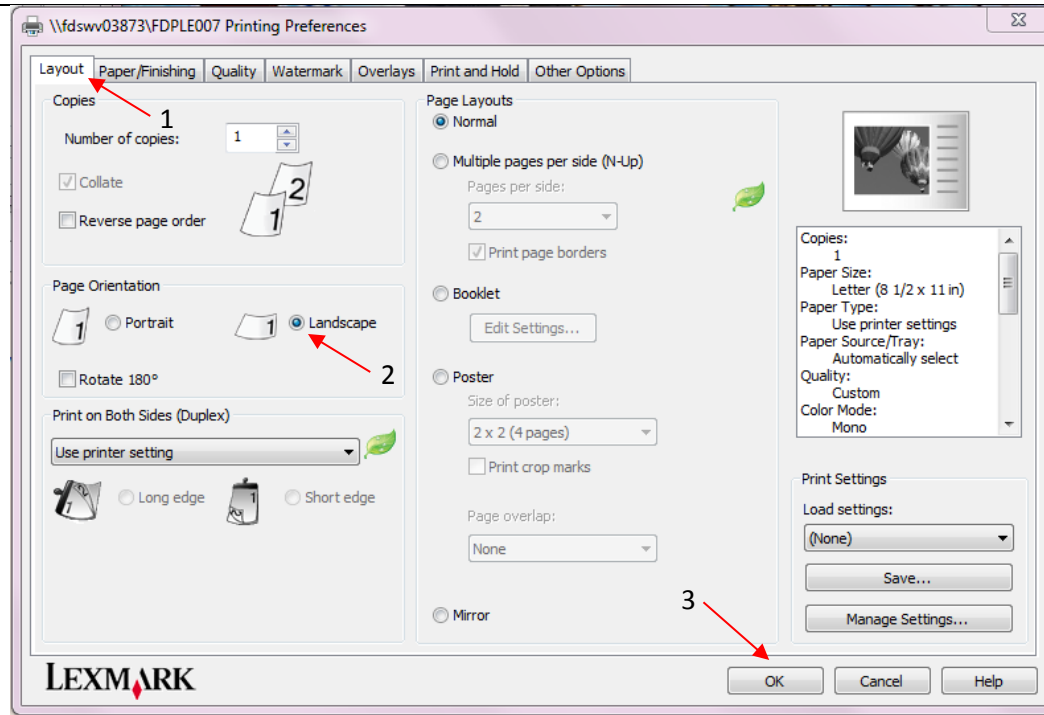 \\fdswv03873\FDPLE007 Printing Preferences
Layout Paper/Finishing Quality Watermark Overlays Print and Hold Other Options
1
Copies
Number of copies: 1
Collate
Reverse page order
1 2
Page Orientation
1 Portrait 1 Landscape
2
Rotate 180°
Print on Both Sides (Duplex)
Use printer setting
Long edge 1 Short edge
Page Layouts
Normal
Multiple pages per side (N-Up)
Pages per side:
2
Print page borders
Booklet
Edit Settings...
Poster
Size of poster:
2 x 2 (4 pages)
Print crop marks
Page overlap:
None
Mirror
Copies:
1
Paper Size:
Letter (8 1/2 x 11 in)
Paper Type:
Use printer settings
Paper Source/Tray:
Automatically select
Quality:
Custom
Color Mode:
Mono
Print Settings
Load settings:
(None)
Save...
Manage Settings...
3
LEXMARK
OK Cancel Help